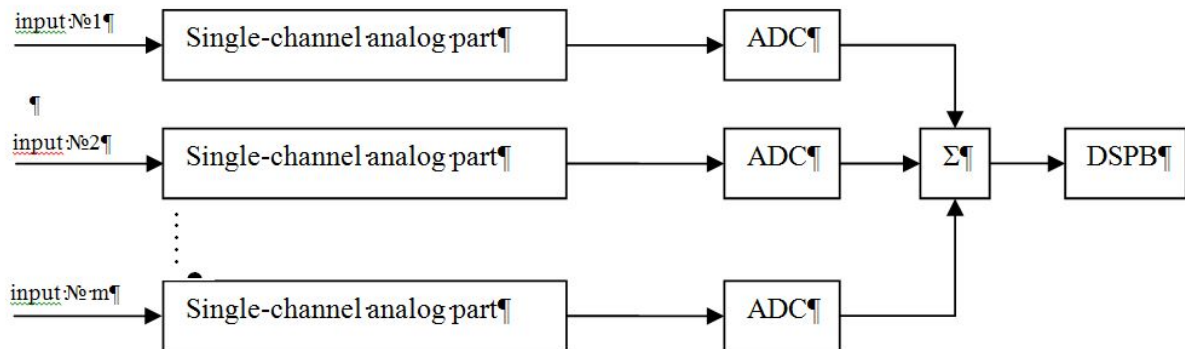 input·№1¶
Single-channel·analog·part¶
ADC¶
¶
input·№2¶
Single-channel·analog·part¶
ADC¶
Σ¶
DSPB¶
input·№·m¶
Single-channel·analog·part¶
ADC¶